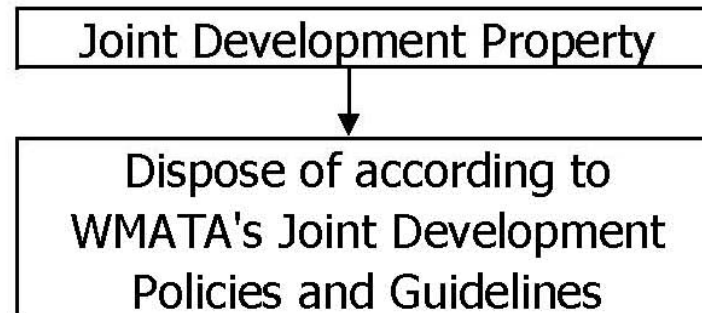 Joint Development Property
Dispose of according to
WMATA's Joint Development
Policies and Guidelines